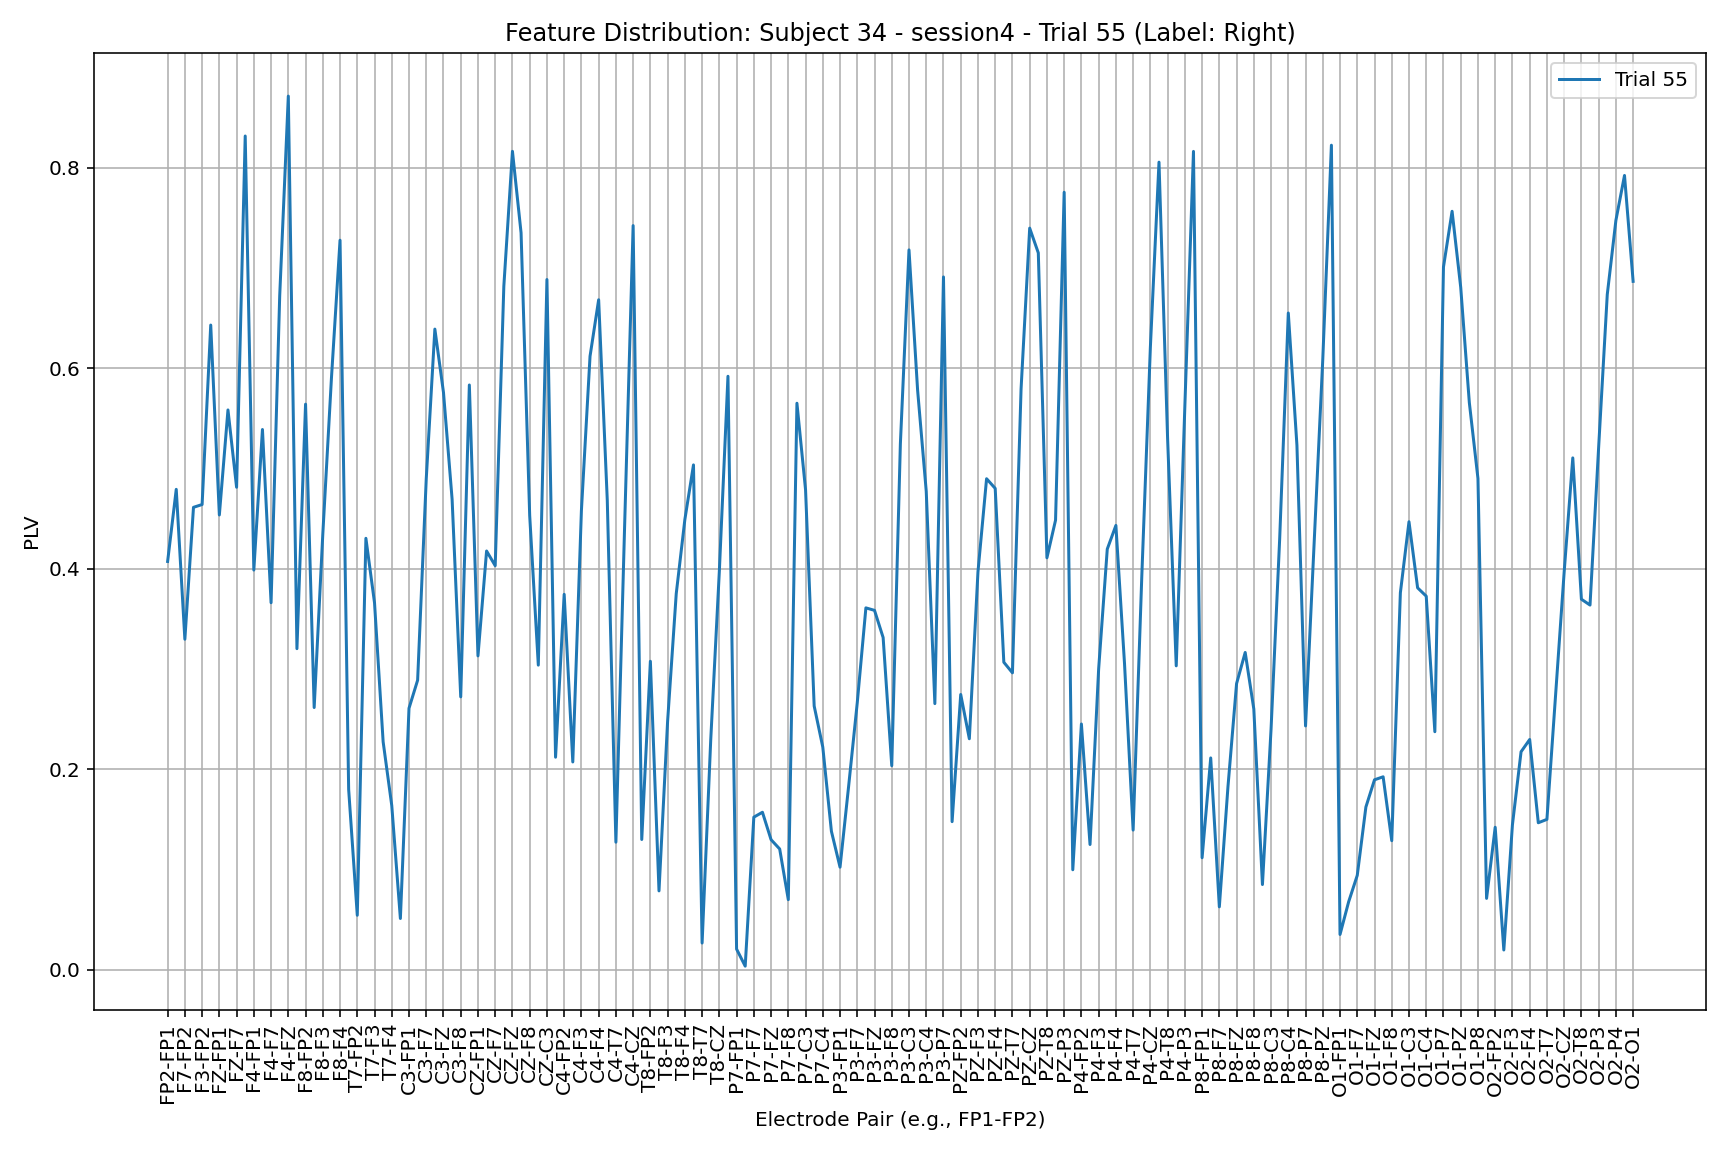 Feature Distribution: Subject 34 - session4 - Trial 55 (Label: Right)
Trial 55
PLV
0.8
0.6
0.4
0.2
0.0
FP2-FP1
F7-FP2
F3-FP2
FZ-FP1
FZ-F7
F4-FP1
F4-F7
F4-FZ
F8-FP2
F8-F3
F8-F4
T7-FP2
T7-F3
T7-F4
C3-FP1
C3-F7
C3-FZ
C3-F8
CZ-FP1
CZ-F7
CZ-FZ
CZ-F8
CZ-C3
C4-FP2
C4-F3
C4-F4
C4-T7
C4-CZ
T8-FP2
T8-F3
T8-F4
T8-T7
T8-CZ
P7-FP1
P7-F7
P7-FZ
P7-F8
P7-C3
P7-C4
P3-FP1
P3-F7
P3-FZ
P3-F8
P3-C3
P3-C4
P3-P7
PZ-FP2
PZ-F3
PZ-F4
PZ-T7
PZ-CZ
PZ-T8
PZ-P3
P4-FP2
P4-F3
P4-F4
P4-T7
P4-CZ
P4-T8
P4-P3
P8-FP1
P8-F7
P8-FZ
P8-F8
P8-C3
P8-C4
P8-P7
P8-PZ
O1-FP1
O1-F7
O1-FZ
O1-F8
O1-C3
O1-C4
O1-P7
O1-PZ
O1-P8
O2-FP2
O2-F3
O2-F4
O2-T7
O2-CZ
O2-T8
O2-P3
O2-P4
O2-O1
Electrode Pair (e.g., FP1-FP2)